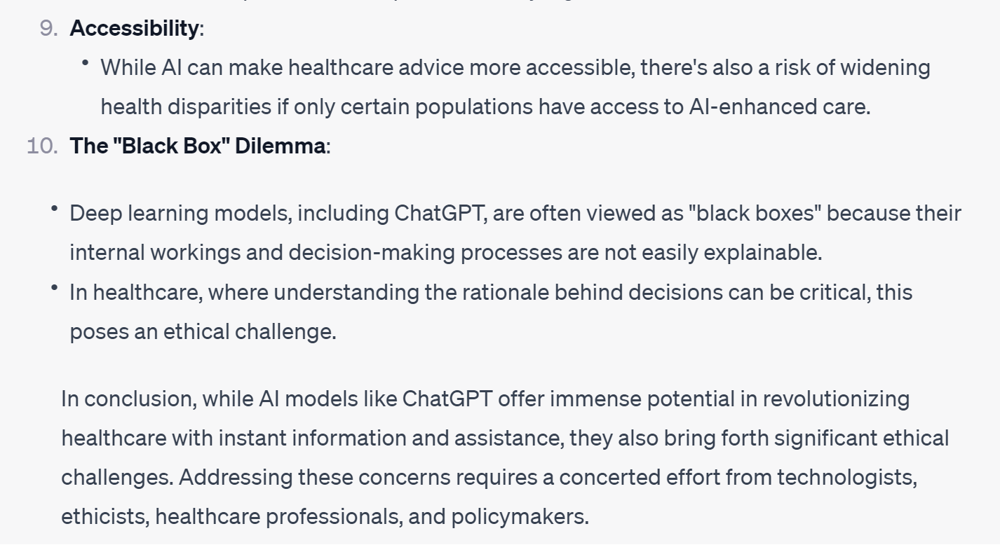 9. Accessibility:
• While AI can make healthcare advice more accessible, there's also a risk of widening
health disparities if only certain populations have access to AI-enhanced care.
10. The "Black Box" Dilemma:
• Deep learning models, including ChatGPT, are often viewed as "black boxes" because their
internal workings and decision-making processes are not easily explainable.
• In healthcare, where understanding the rationale behind decisions can be critical, this
poses an ethical challenge.
In conclusion, while AI models like ChatGPT offer immense potential in revolutionizing
healthcare with instant information and assistance, they also bring forth significant ethical
challenges. Addressing these concerns requires a concerted effort from technologists,
ethicists, healthcare professionals, and policymakers.